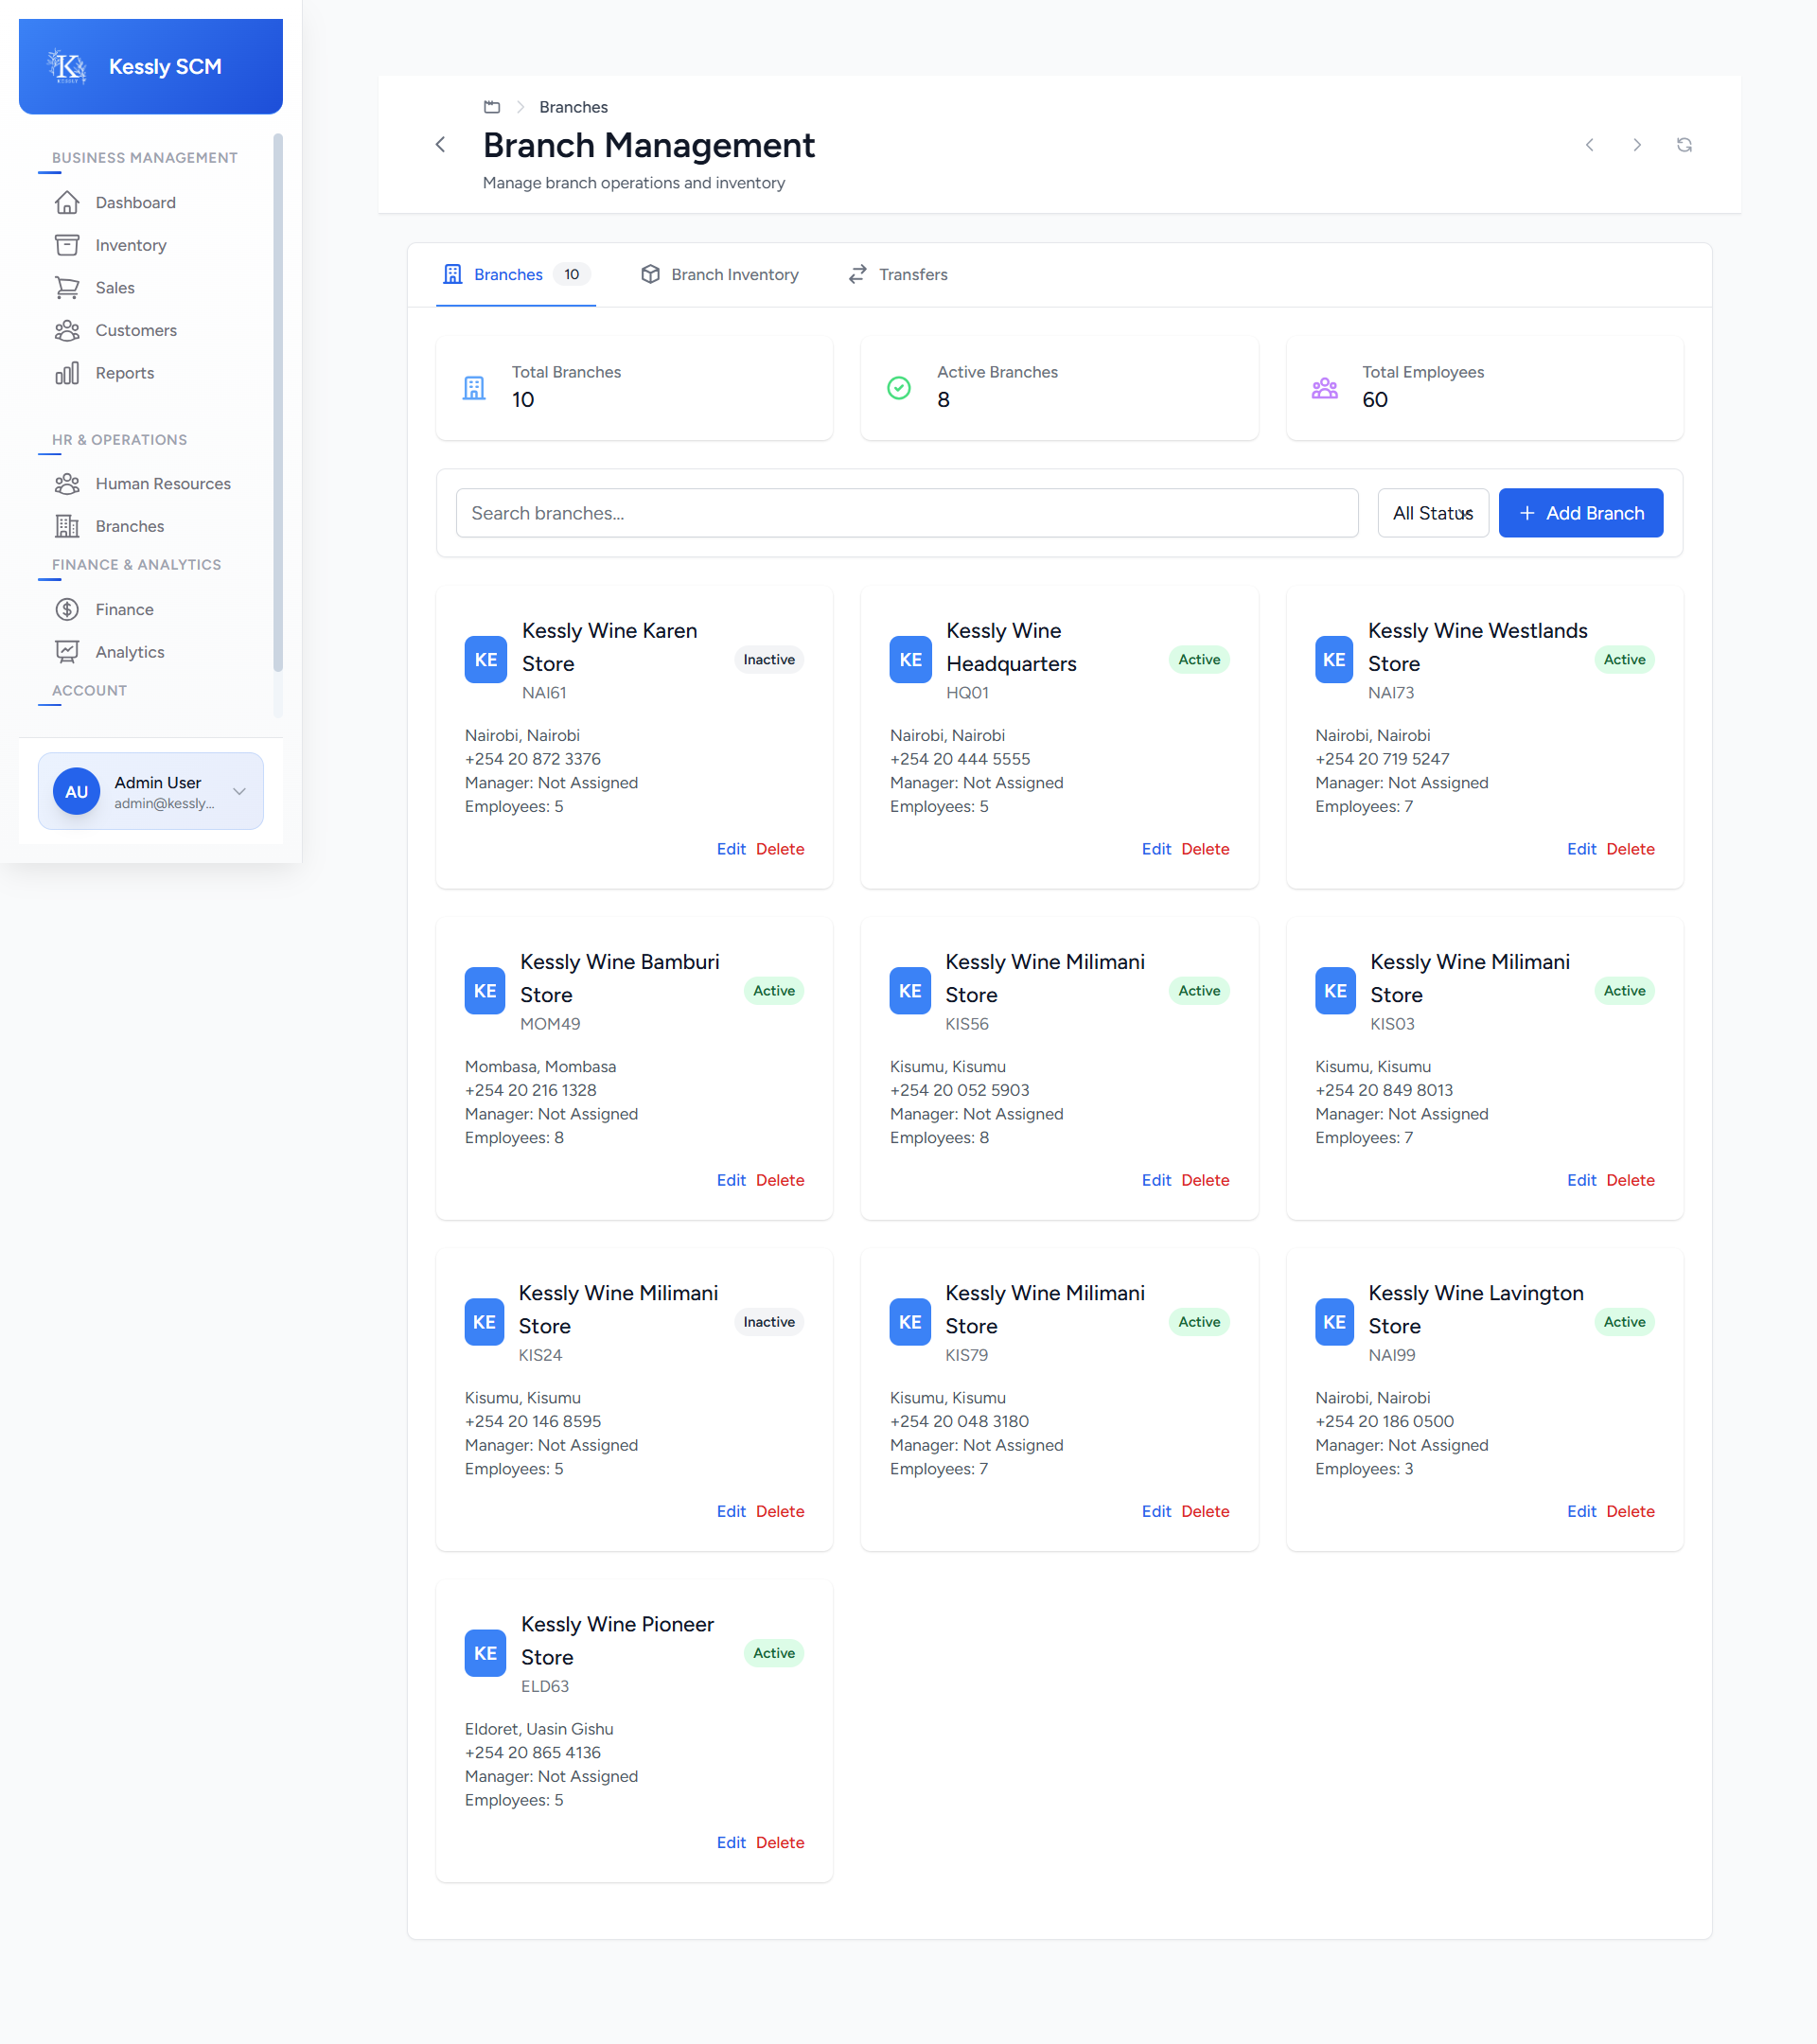 K
KESSLY
Kessly SCM
BUSINESS MANAGEMENT
Dashboard
Inventory
Sales
Customers
Reports
HR & OPERATIONS
Human Resources
Branches
FINANCE & ANALYTICS
Finance
Analytics
ACCOUNT
AU
Admin User
admin@kessly...
Branches
Branch Management
Manage branch operations and inventory
Branches 10
Branch Inventory
Transfers
Total Branches
10
Active Branches
8
Total Employees
60
Search branches...
All Status
Add Branch
KE
Kessly Wine Karen
Store
NAI61
Inactive
Nairobi, Nairobi
+254 20 872 3376
Manager: Not Assigned
Employees: 5
Edit Delete
KE
Kessly Wine
Headquarters
HQ01
Active
Nairobi, Nairobi
+254 20 444 5555
Manager: Not Assigned
Employees: 5
Edit Delete
KE
Kessly Wine Westlands
Store
NAI73
Active
Nairobi, Nairobi
+254 20 719 5247
Manager: Not Assigned
Employees: 7
Edit Delete
KE
Kessly Wine Bamburi
Store
MOM49
Active
Mombasa, Mombasa
+254 20 216 1328
Manager: Not Assigned
Employees: 8
Edit Delete
KE
Kessly Wine Milimani
Store
KIS56
Active
Kisumu, Kisumu
+254 20 052 5903
Manager: Not Assigned
Employees: 8
Edit Delete
KE
Kessly Wine Milimani
Store
KIS03
Active
Kisumu, Kisumu
+254 20 849 8013
Manager: Not Assigned
Employees: 7
Edit Delete
KE
Kessly Wine Milimani
Store
KIS24
Inactive
Kisumu, Kisumu
+254 20 146 8595
Manager: Not Assigned
Employees: 5
Edit Delete
KE
Kessly Wine Milimani
Store
KIS79
Active
Kisumu, Kisumu
+254 20 048 3180
Manager: Not Assigned
Employees: 7
Edit Delete
KE
Kessly Wine Lavington
Store
NAI99
Active
Nairobi, Nairobi
+254 20 186 0500
Manager: Not Assigned
Employees: 3
Edit Delete
KE
Kessly Wine Pioneer
Store
ELD63
Active
Eldoret, Uasin Gishu
+254 20 865 4136
Manager: Not Assigned
Employees: 5
Edit Delete